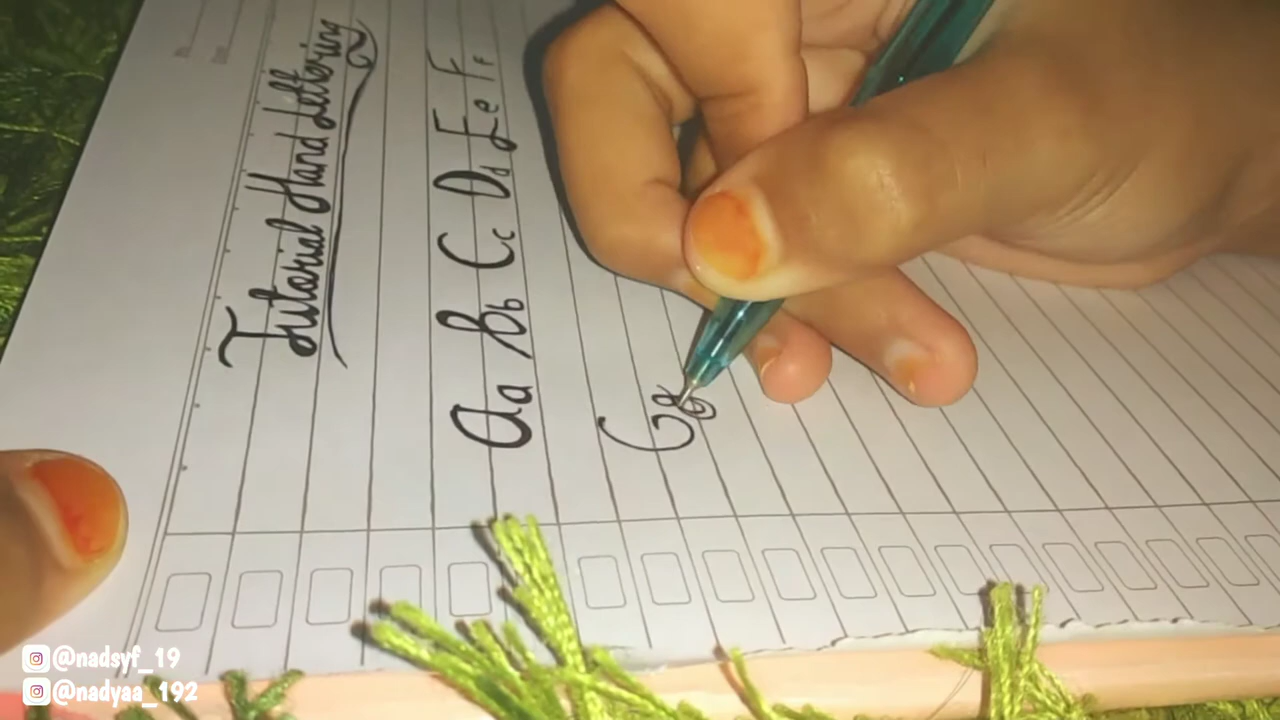 Tutorial Hand Lettering
Aa Bb Cc Dd Ee Ff
Gg
@nadsyf_19
@nadyaa_192